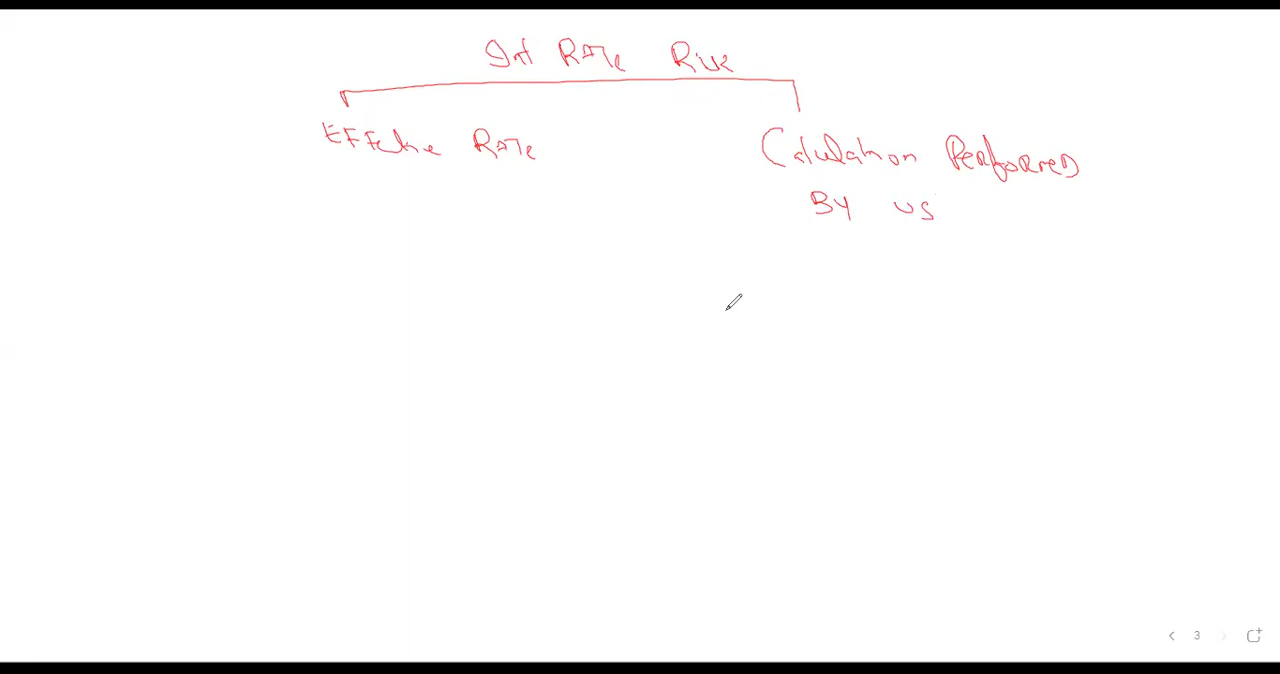 Int Rate Risk
Effective Rate
Calculation Performed
By us
3